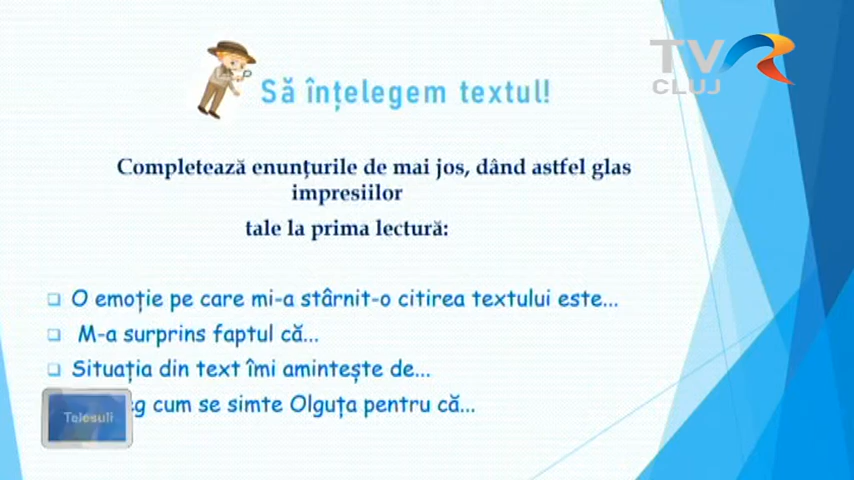 TVR
CLUJ
Să înțelegem textul!
Completează enunțurile de mai jos, dând astfel glas
impresiilor
tale la prima lectură:
O emoție pe care mi-a stârnit-o citirea textului este...
M-a surprins faptul că...
Situația din text îmi amintește de...
cum se simte Olguța pentru că...